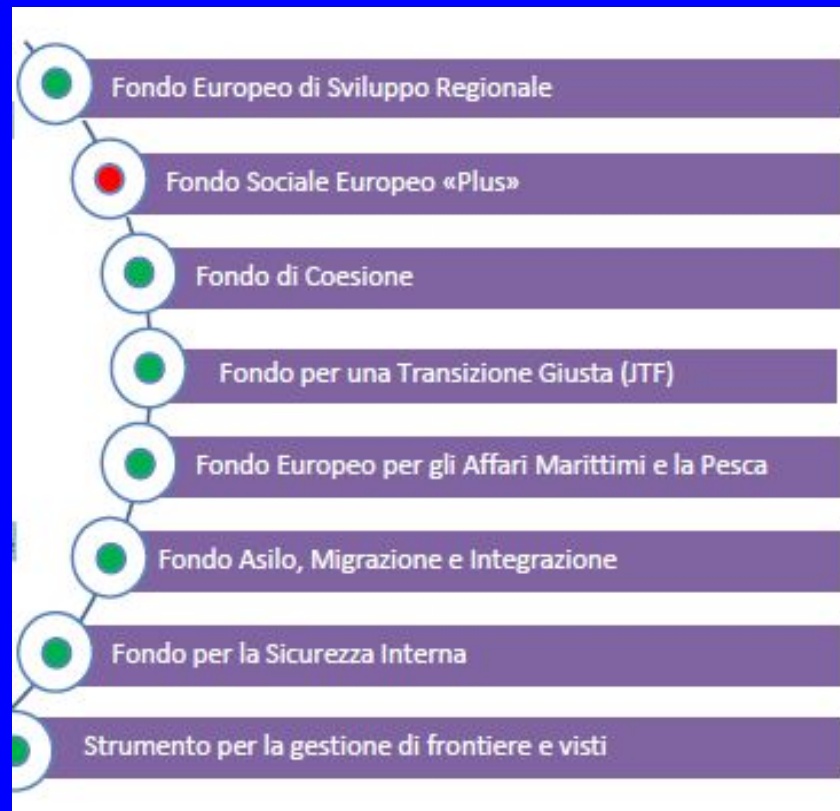 Fondo Europeo di Sviluppo Regionale
Fondo Sociale Europeo «Plus»
Fondo di Coesione
Fondo per una Transizione Giusta (JTF)
Fondo Europeo per gli Affari Marittimi e la Pesca
Fondo Asilo, Migrazione e Integrazione
Fondo per la Sicurezza Interna
Strumento per la gestione di frontiere e visti